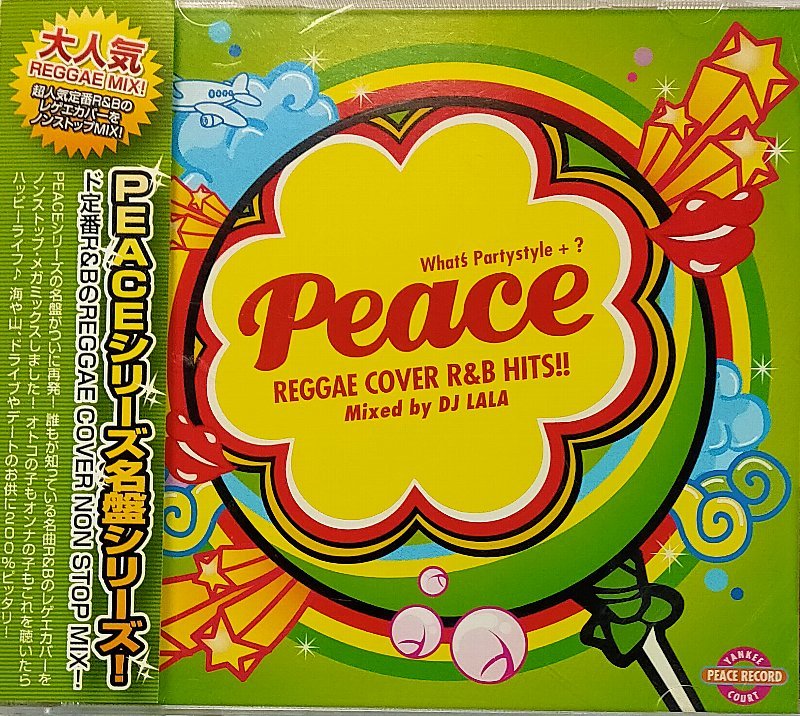 大人気
REGGAE MIX!
超人気定番R&Bの
レゲエカバーを
ノンストップMIX!
PEACEシリーズ名盤シリーズ!
ド定番R&BのREGGAE COVER NON STOP MIX!
PEACEシリーズの名盤がついに再発!誰もが知っている名曲R&Bのレゲエカバーを
ノンストップ・メガミックスしました!オトコの子もオンナの子もこれを聴いたら
ハッピーライフ♪海や山、ドライブやデートのお供に200%ピッタリ!
What's Partystyle + ?
Peace
REGGAE COVER R&B HITS!!
Mixed by DJ LALA
YANKEE
PEACE RECORD
COURT